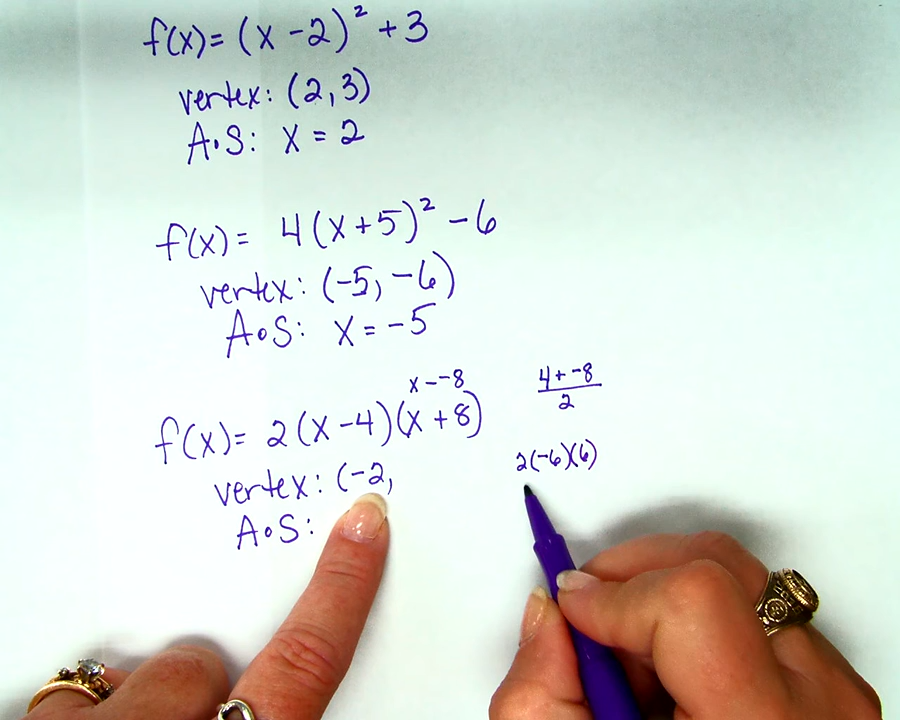 f(x) = (x - 2)² + 3
vertex: (2, 3)
A•S: x = 2
f(x) = 4(x + 5)² - 6
vertex: (-5, -6)
A•S: x = -5
x - -8
f(x) = 2(x - 4)(x + 8)
vertex: (-2,
A•S:
4 + -8
2
2(-6)(6)